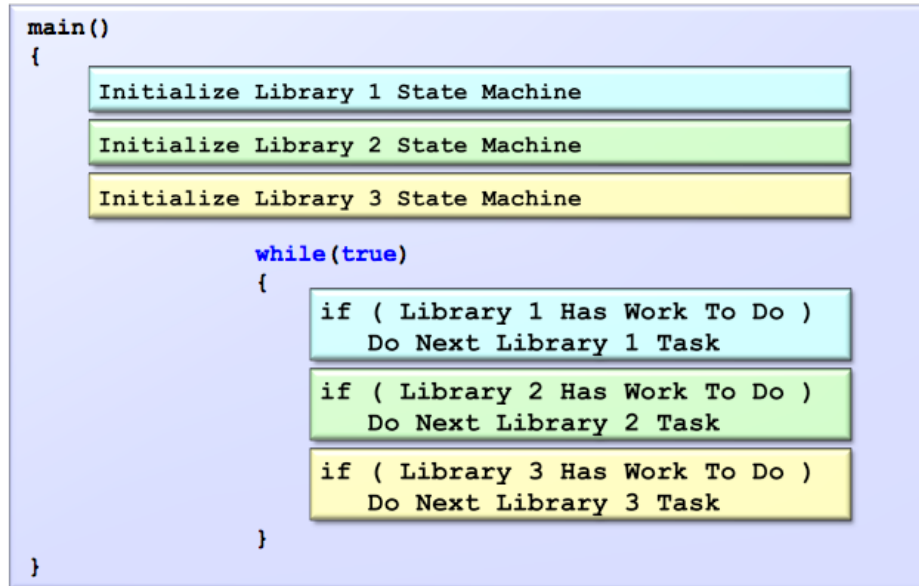 main()
{
Initialize Library 1 State Machine
Initialize Library 2 State Machine
Initialize Library 3 State Machine
while(true)
{
if ( Library 1 Has Work To Do )
Do Next Library 1 Task
if ( Library 2 Has Work To Do )
Do Next Library 2 Task
if ( Library 3 Has Work To Do )
Do Next Library 3 Task
}
}